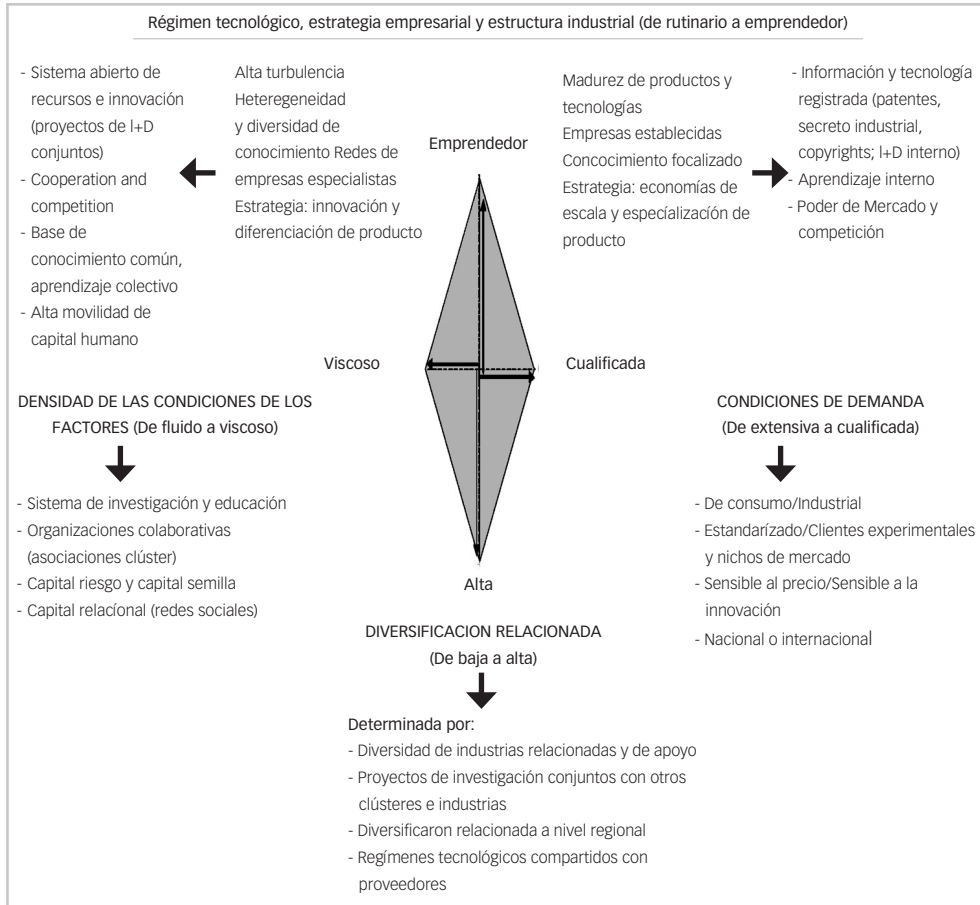 Régimen tecnológico, estrategia empresarial y estructura industrial (de rutinario a emprendedor)
- Sistema abierto de
recursos e innovación
(proyectos de I+D
conjuntos)
- Cooperation and
competition
- Base de
conocimiento común,
aprendizaje colectivo
- Alta movilidad de
capital humano
Alta turbulencia
Heteregeneidad
y diversidad de
conocimiento Redes de
empresas especialistas
Estrategia: innovación y
diferenciación de producto
Emprendedor
Madurez de productos y
tecnologías
Empresas establecidas
Concocimiento focalizado
Estrategia: economías de
escala y especíalizacíón de
producto
- Información y tecnología
registrada (patentes,
secreto industrial,
copyrights; I+D interno)
- Aprendizaje interno
- Poder de Mercado y
competición
Viscoso
Cualificada
DENSIDAD DE LAS CONDICIONES DE LOS
FACTORES (De fluido a viscoso)
- Sistema de investigación y educación
- Organizaciones colaborativas
(asociaciones clúster)
- Capital riesgo y capital semilla
- Capital relacíonal (redes sociales)
CONDICIONES DE DEMANDA
(De extensiva a cualificada)
- De consumo/Industrial
- Estandarízado/Clientes experimentales
y nichos de mercado
- Sensible al precio/Sensible a la
innovación
- Nacional o internacional
Alta
DIVERSIFICACION RELACIONADA
(De baja a alta)
Determinada por:
- Diversidad de industrias relacionadas y de apoyo
- Proyectos de investigación conjuntos con otros
clústeres e industrias
- Diversificaron relacionada a nivel regional
- Regímenes tecnológicos compartidos con
proveedores